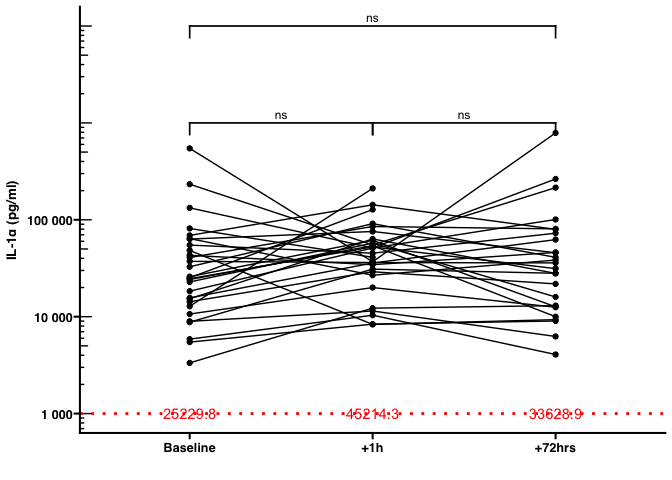 ns
ns
ns
IL-1α (pg/ml)
100 000
10 000
1 000
25229.8
45214.3
33628.9
Baseline
+1h
+72hrs